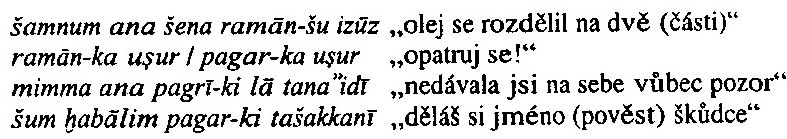 šamnum ana šena ramān-šu izūz „olej se rozdělil na dvě (části)“
ramān-ka uṣur / pagar-ka uṣur „opatruj se!“
mimma ana pagrī-ki lā tanaʾʾidī „nedávala jsi na sebe vůbec pozor“
šum ḫabālim pagar-ki tašakkanī „děláš si jméno (pověst) škůdce“